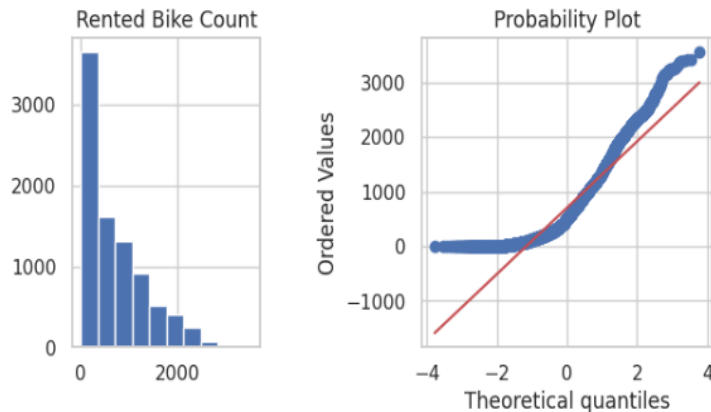 Rented Bike Count
3000
2000
1000
0
0 2000
Probability Plot
Ordered Values
3000
2000
1000
0
−1000
−4 −2 0 2 4
Theoretical quantiles